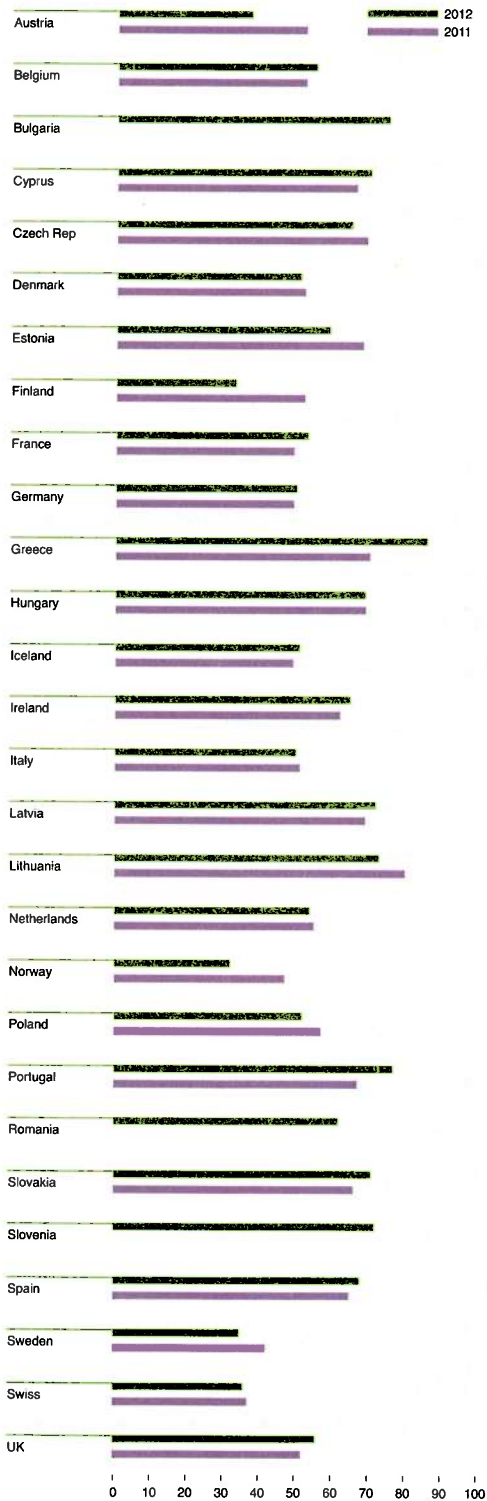 Austria
2012
2011
Belgium
Bulgaria
Cyprus
Czech Rep
Denmark
Estonia
Finland
France
Germany
Greece
Hungary
Iceland
Ireland
Italy
Latvia
Lithuania
Netherlands
Norway
Poland
Portugal
Romania
Slovakia
Slovenia
Spain
Sweden
Swiss
UK
0 10 20 30 40 50 60 70 80 90 100